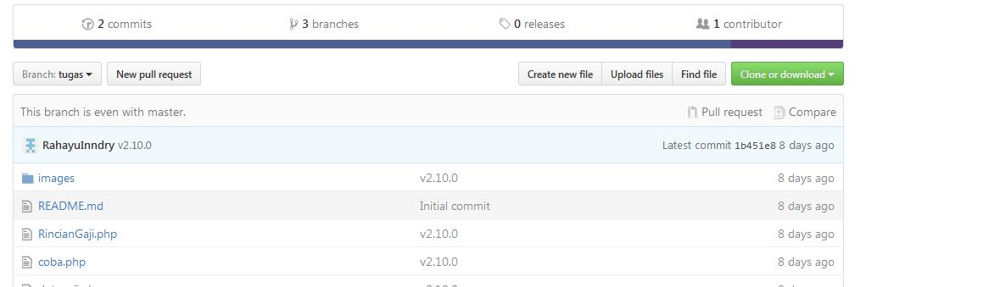 2 commits 3 branches 0 releases 1 contributor
Branch: tugas New pull request Create new file Upload files Find file Clone or download
This branch is even with master. Pull request Compare
RahayuInndry v2.10.0 Latest commit 1b451e8 8 days ago
images v2.10.0 8 days ago
README.md Initial commit 8 days ago
RincianGaji.php v2.10.0 8 days ago
coba.php v2.10.0 8 days ago